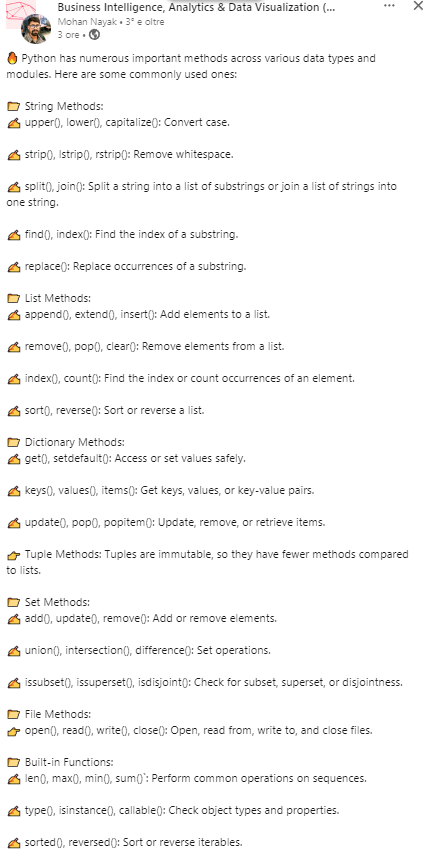 Business Intelligence, Analytics & Data Visualization (...
Mohan Nayak • 3° e oltre
3 ore •
🔥 Python has numerous important methods across various data types and
modules. Here are some commonly used ones:
📁 String Methods:
✍ upper(), lower(), capitalize(): Convert case.
✍ strip(), lstrip(), rstrip(): Remove whitespace.
✍ split(), join(): Split a string into a list of substrings or join a list of strings into
one string.
✍ find(), index(): Find the index of a substring.
✍ replace(): Replace occurrences of a substring.
📁 List Methods:
✍ append(), extend(), insert(): Add elements to a list.
✍ remove(), pop(), clear(): Remove elements from a list.
✍ index(), count(): Find the index or count occurrences of an element.
✍ sort(), reverse(): Sort or reverse a list.
📁 Dictionary Methods:
✍ get(), setdefault(): Access or set values safely.
✍ keys(), values(), items(): Get keys, values, or key-value pairs.
✍ update(), pop(), popitem(): Update, remove, or retrieve items.
👉 Tuple Methods: Tuples are immutable, so they have fewer methods compared
to lists.
📁 Set Methods:
✍ add(), update(), remove(): Add or remove elements.
✍ union(), intersection(), difference(): Set operations.
✍ issubset(), issuperset(), isdisjoint(): Check for subset, superset, or disjointness.
📁 File Methods:
👉 open(), read(), write(), close(): Open, read from, write to, and close files.
📁 Built-in Functions:
✍ len(), max(), min(), sum()`: Perform common operations on sequences.
✍ type(), isinstance(), callable(): Check object types and properties.
✍ sorted(), reversed(): Sort or reverse iterables.